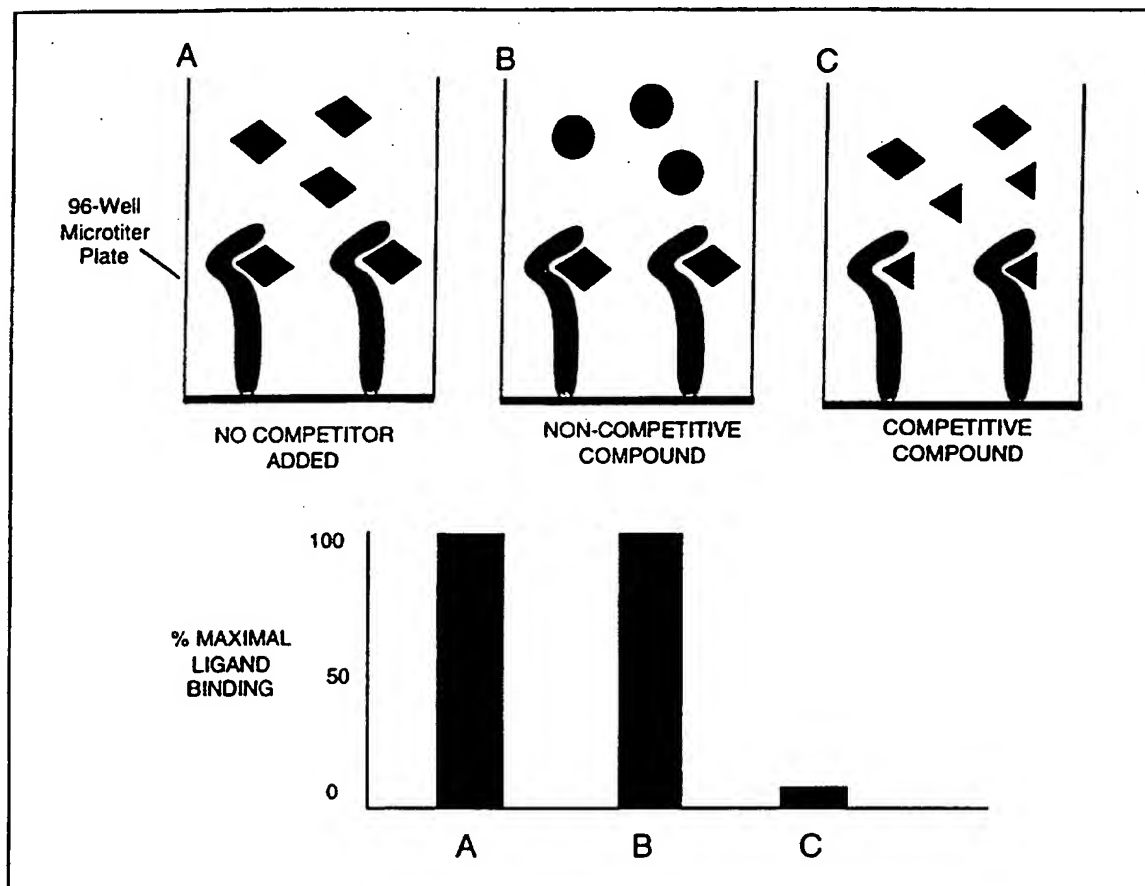 A
B
C
96-Well
Microtiter
Plate
NO COMPETITOR
ADDED
NON-COMPETITIVE
COMPOUND
COMPETITIVE
COMPOUND
100
% MAXIMAL
LIGAND
BINDING
50
0
A
B
C